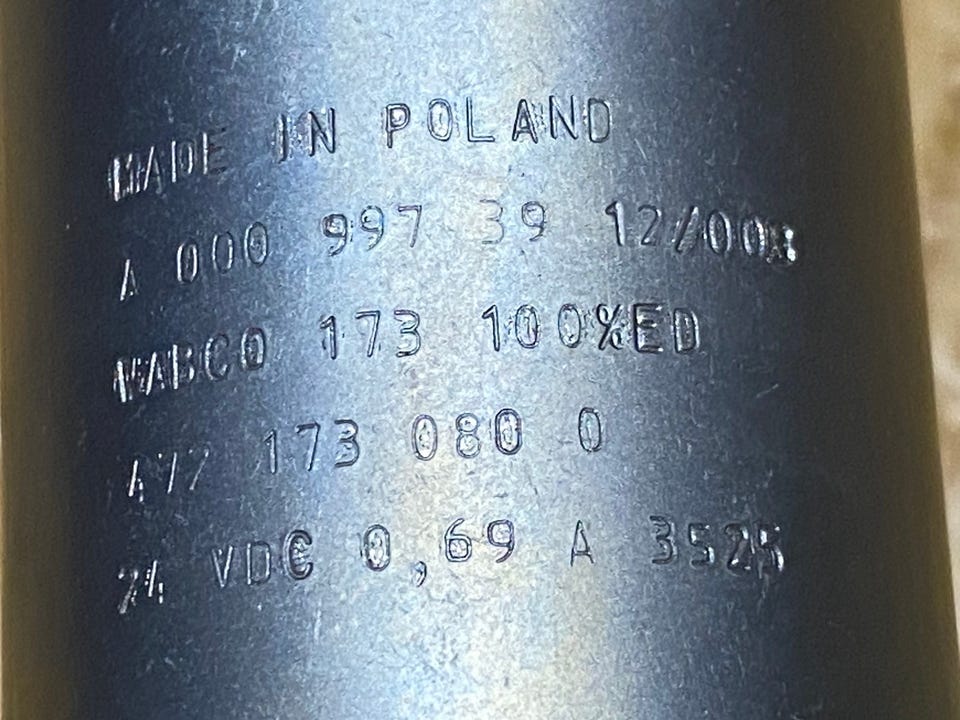 MADE IN POLAND
A 000 997 39 12/008
WABCO 173 100%ED
472 173 080 0
24 VDC 0,69 A 3525